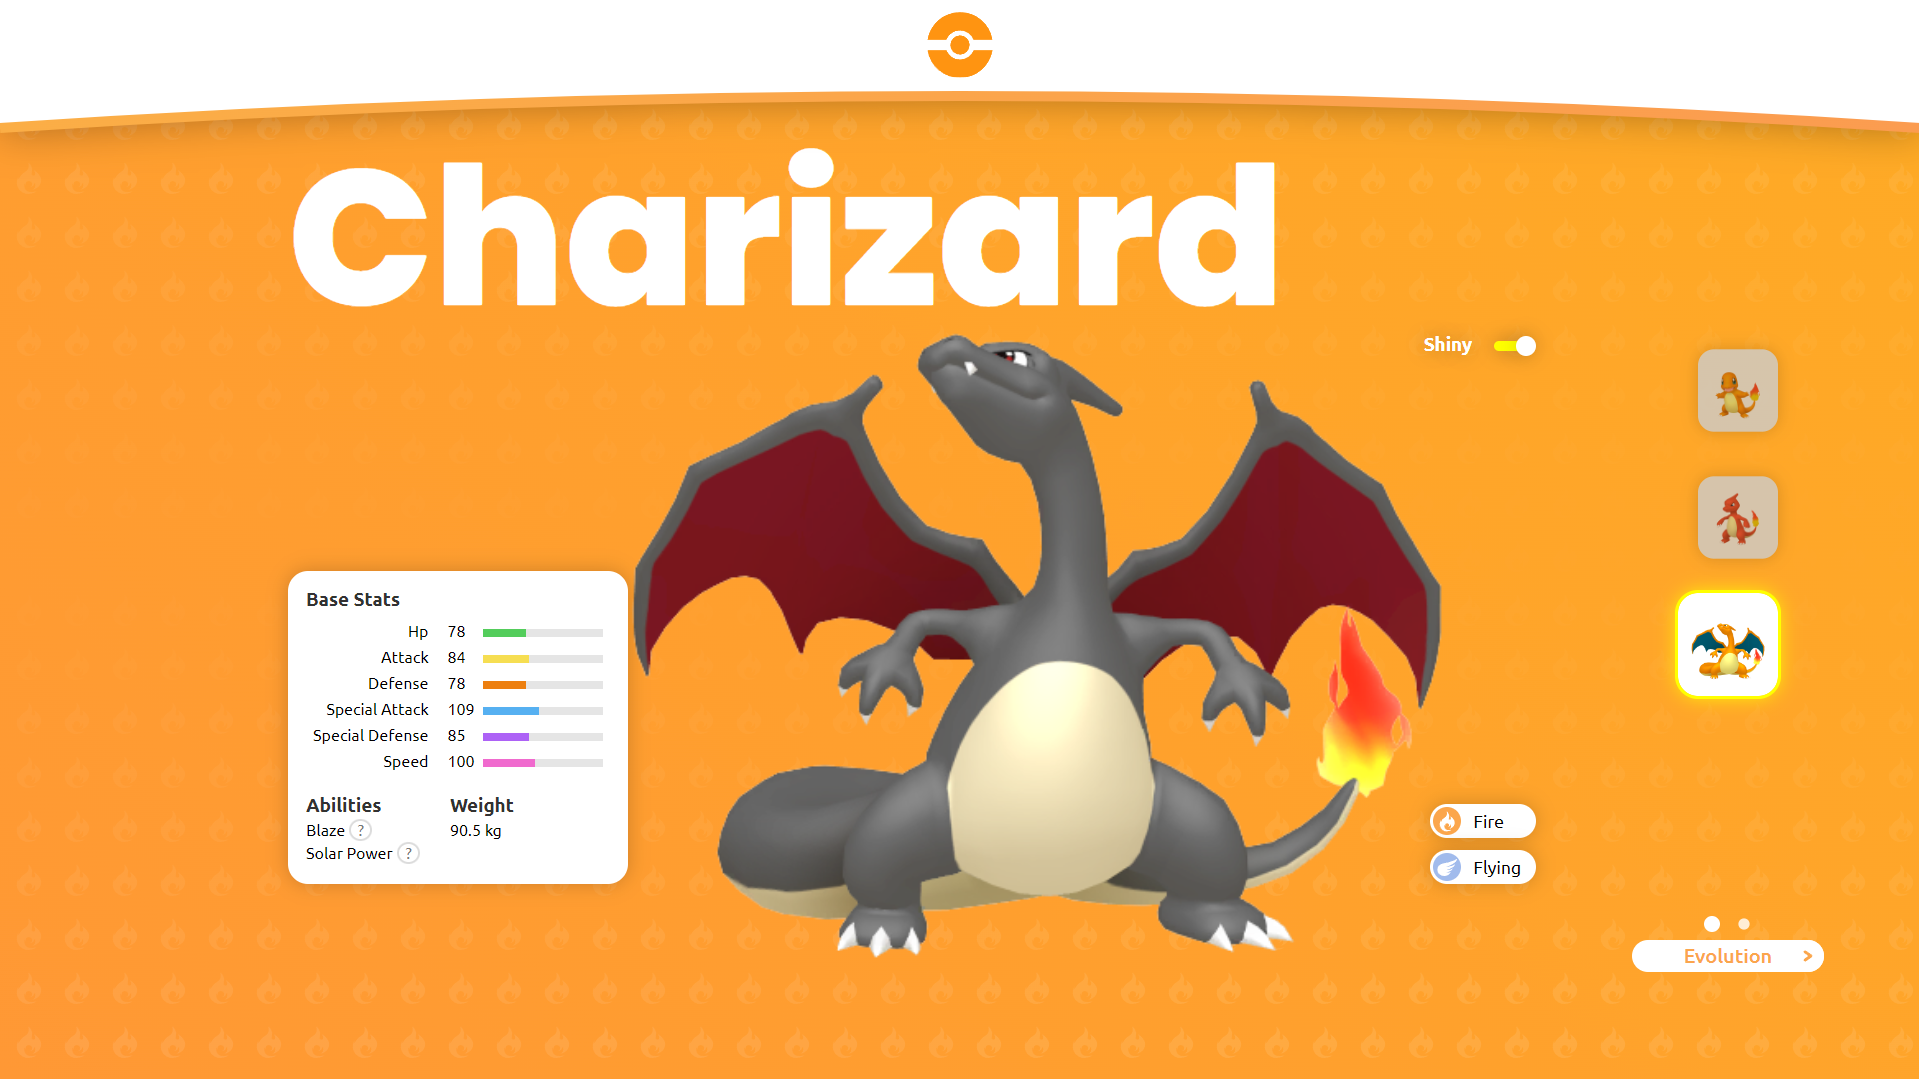 Charizard
Shiny
Base Stats
Hp 78
Attack 84
Defense 78
Special Attack 109
Special Defense 85
Speed 100
Abilities Weight
Blaze ? 90.5 kg
Solar Power ?
Fire
Flying
Evolution >